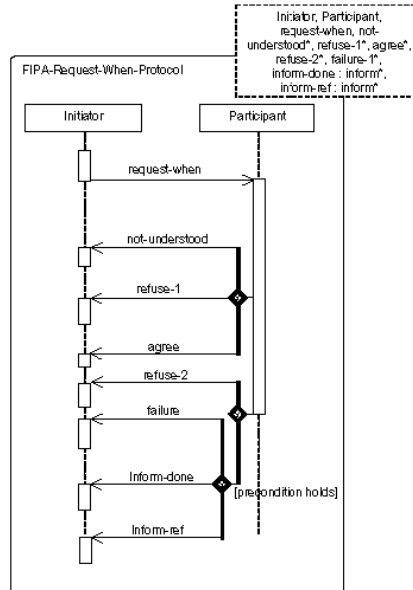 Initiator, Participant,
request-when, not-
understood*, refuse-1*, agree*,
refuse-2*, failure-1*,
inform-done : inform*,
inform-ref : inform*
FIPA-Request-When-Protocol
Initiator
Participant
request-when
not-understood
refuse-1
agree
refuse-2
failure
Inform-done
[precondition holds]
Inform-ref